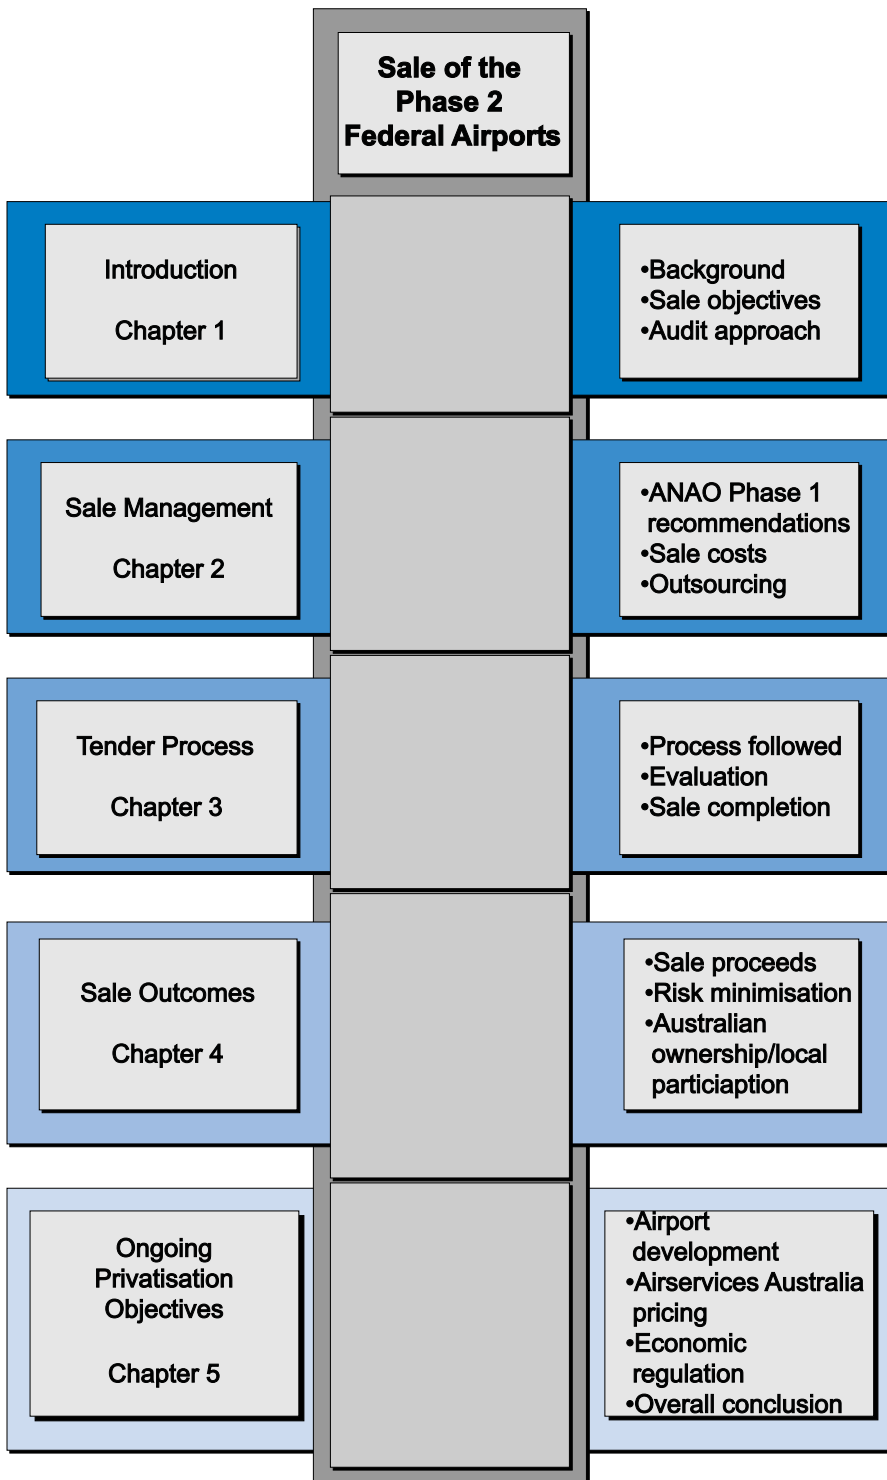 Sale of the
Phase 2
Federal Airports
Introduction
Chapter 1
•Background
•Sale objectives
•Audit approach
Sale Management
Chapter 2
•ANAO Phase 1
recommendations
•Sale costs
•Outsourcing
Tender Process
Chapter 3
•Process followed
•Evaluation
•Sale completion
Sale Outcomes
Chapter 4
•Sale proceeds
•Risk minimisation
•Australian
ownership/local
particiaption
Ongoing
Privatisation
Objectives
Chapter 5
•Airport
development
•Airservices Australia
pricing
•Economic
regulation
•Overall conclusion